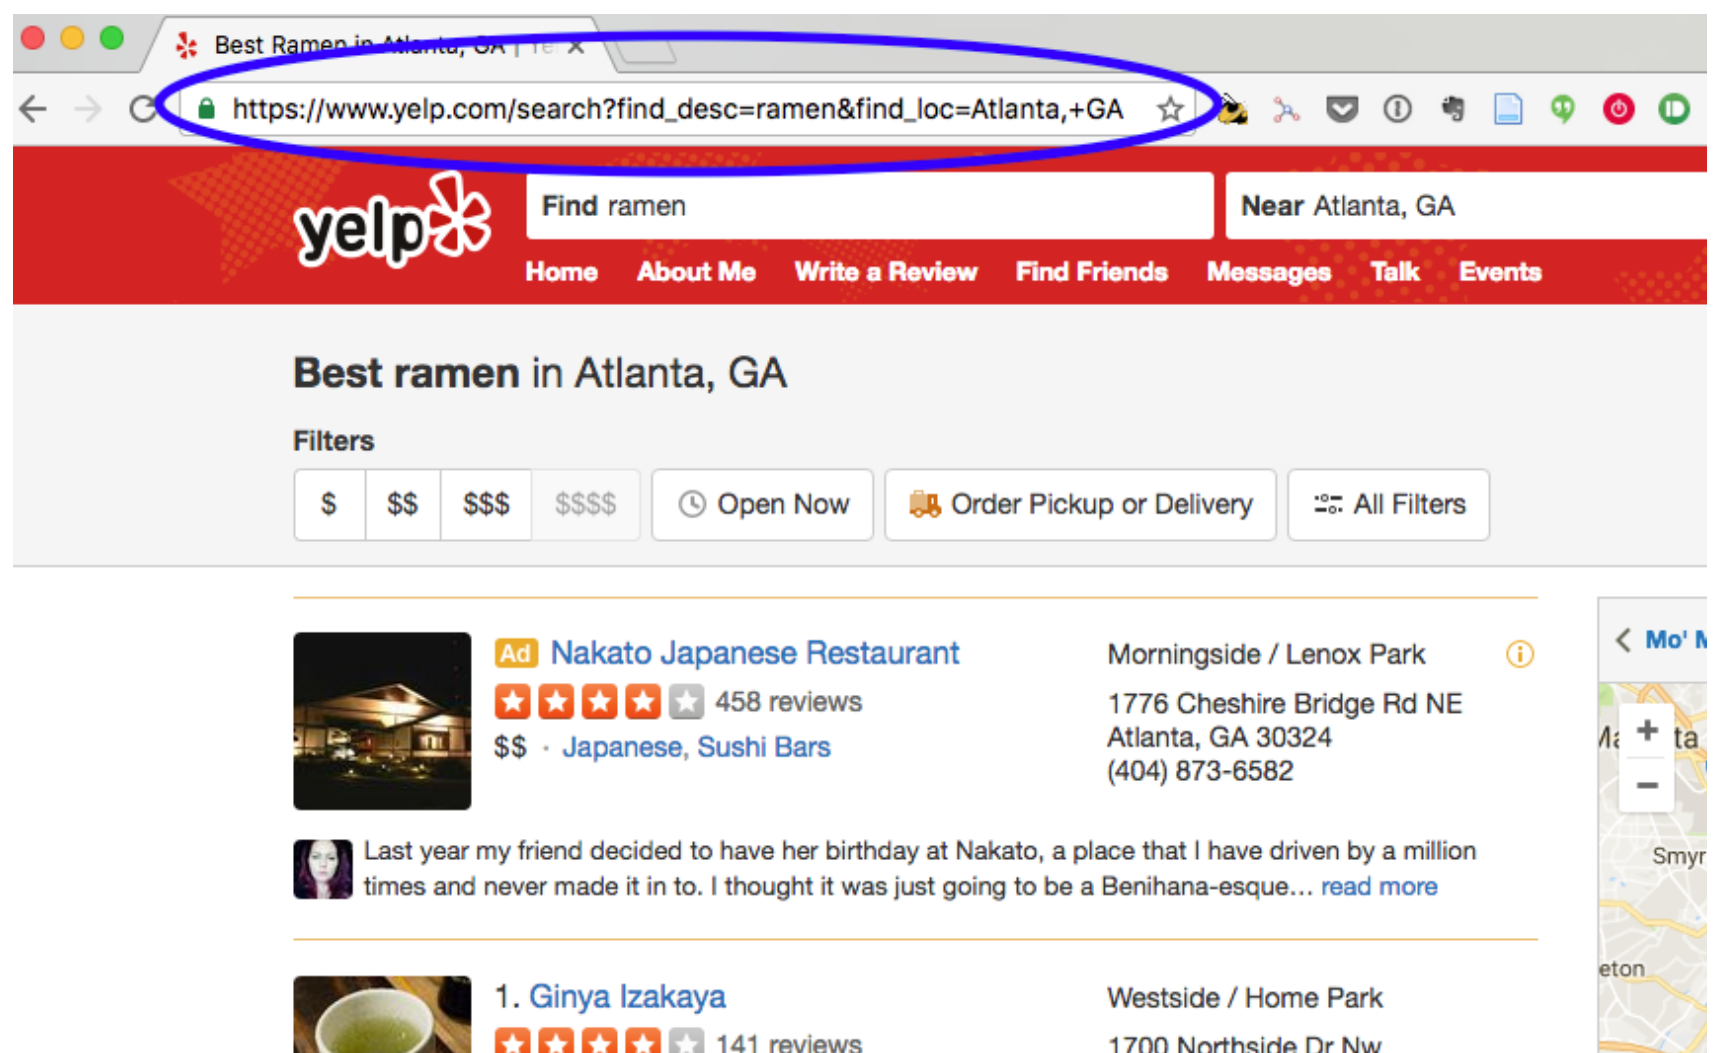 Best Ramen in Atlanta, GA | Ye
https://www.yelp.com/search?find_desc=ramen&find_loc=Atlanta,+GA
yelp
Find ramen
Near Atlanta, GA
Home About Me Write a Review Find Friends Messages Talk Events
Best ramen in Atlanta, GA
Filters
$ $$ $$$ $$$$ Open Now Order Pickup or Delivery All Filters
Ad Nakato Japanese Restaurant
458 reviews
$$ · Japanese, Sushi Bars
Morningside / Lenox Park
1776 Cheshire Bridge Rd NE
Atlanta, GA 30324
(404) 873-6582
Last year my friend decided to have her birthday at Nakato, a place that I have driven by a million
times and never made it in to. I thought it was just going to be a Benihana-esque... read more
1. Ginya Izakaya
141 reviews
Westside / Home Park
1700 Northside Dr Nw
Mo' M
ta
Smyr
eton